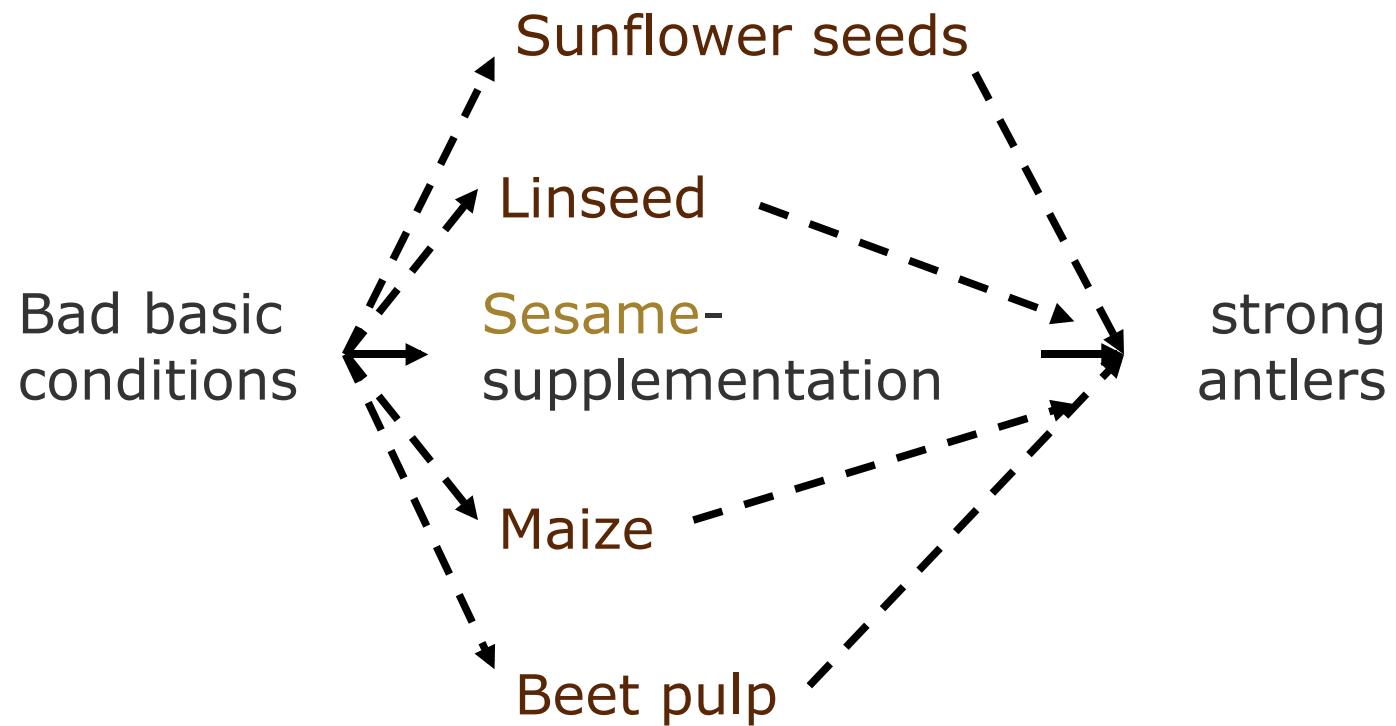 Sunflower seeds
Linseed
Bad basic
conditions
Sesame-
supplementation
strong
antlers
Maize
Beet pulp